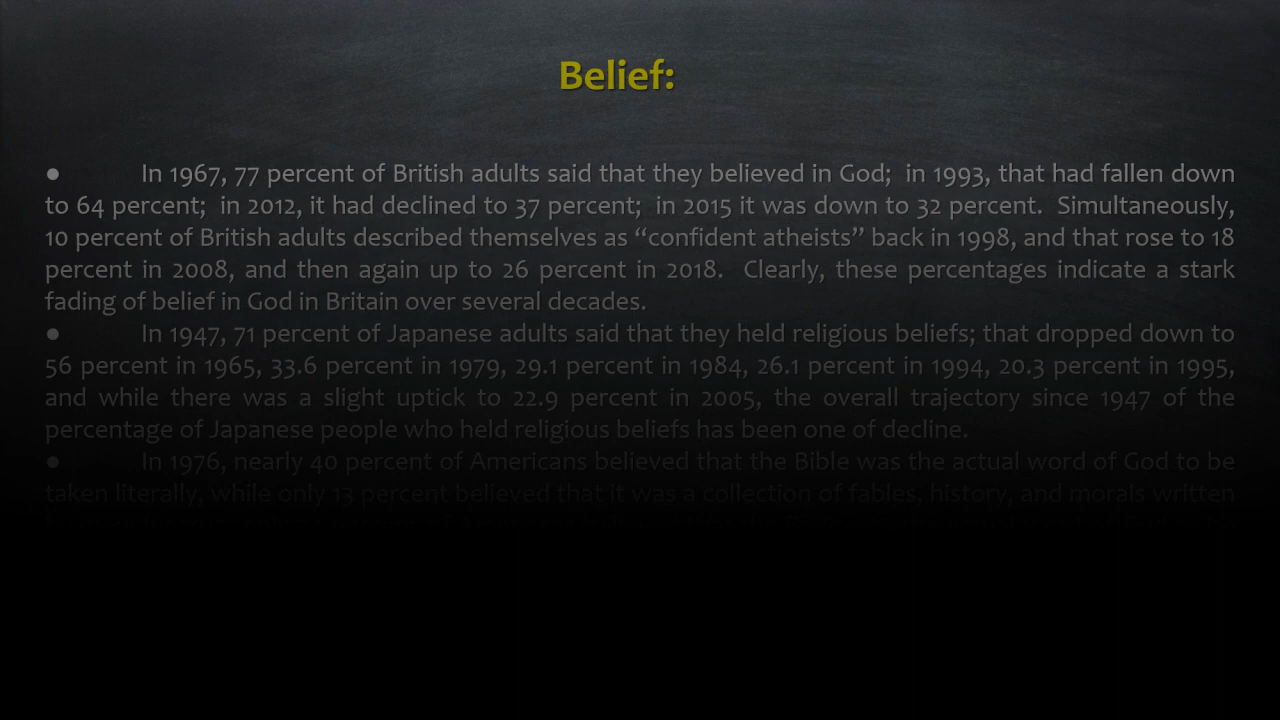 Belief:
● In 1967, 77 percent of British adults said that they believed in God; in 1993, that had fallen down
to 64 percent; in 2012, it had declined to 37 percent; in 2015 it was down to 32 percent. Simultaneously,
10 percent of British adults described themselves as “confident atheists” back in 1998, and that rose to 18
percent in 2008, and then again up to 26 percent in 2018. Clearly, these percentages indicate a stark
fading of belief in God in Britain over several decades.
● In 1947, 71 percent of Japanese adults said that they held religious beliefs; that dropped down to
56 percent in 1965, 33.6 percent in 1979, 29.1 percent in 1984, 26.1 percent in 1994, 20.3 percent in 1995,
and while there was a slight uptick to 22.9 percent in 2005, the overall trajectory since 1947 of the
percentage of Japanese people who held religious beliefs has been one of decline.
● In 1976, nearly 40 percent of Americans believed that the Bible was the actual word of God to be
taken literally, while only 13 percent believed that it was a collection of fables, history, and morals written